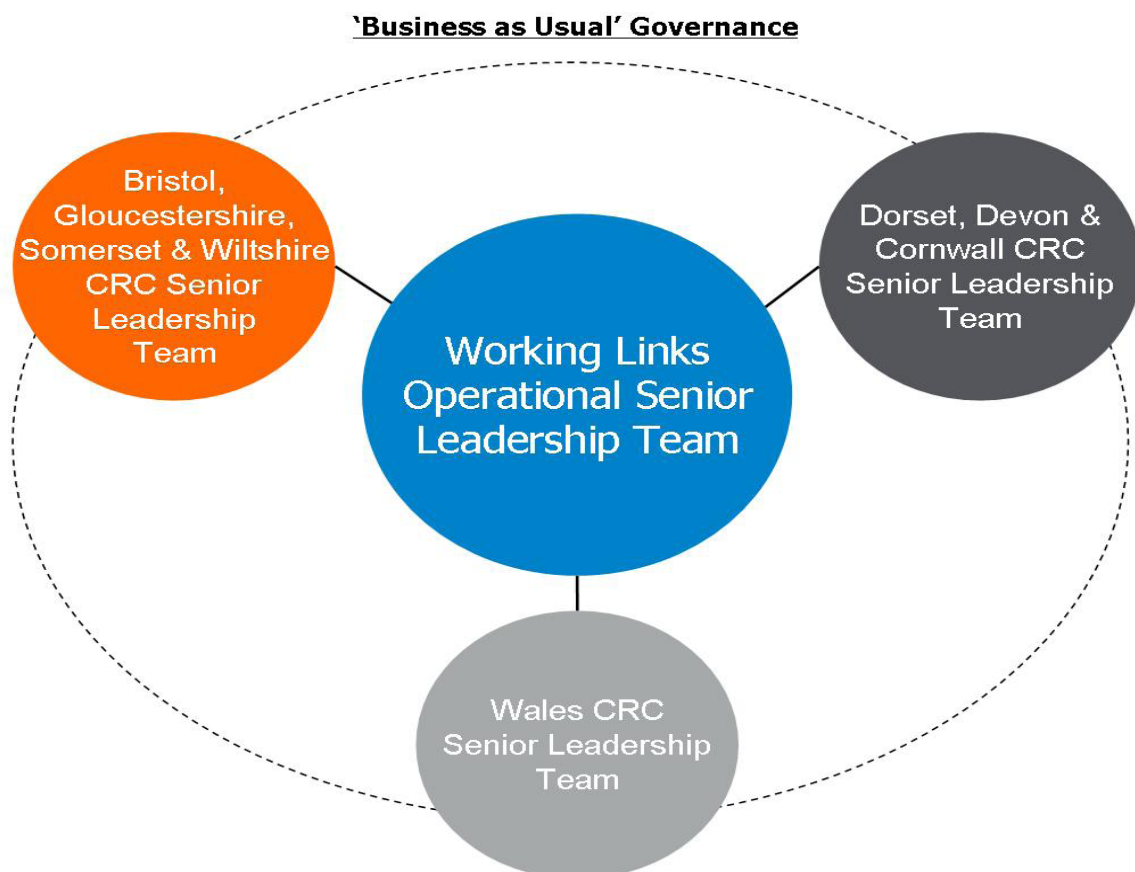 ‘Business as Usual’ Governance
Bristol,
Gloucestershire,
Somerset & Wiltshire
CRC Senior
Leadership
Team
Dorset, Devon &
Cornwall CRC
Senior Leadership
Team
Working Links
Operational Senior
Leadership Team
Wales CRC
Senior Leadership
Team